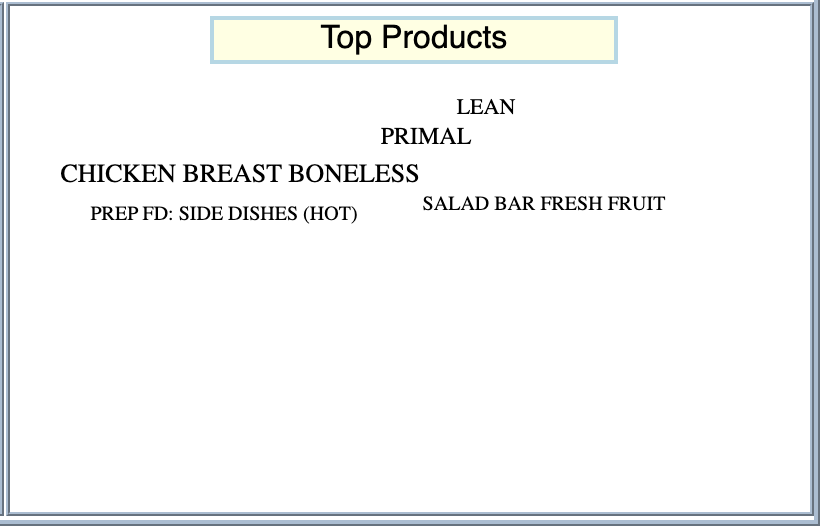 Top Products
LEAN
PRIMAL
CHICKEN BREAST BONELESS
SALAD BAR FRESH FRUIT
PREP FD: SIDE DISHES (HOT)